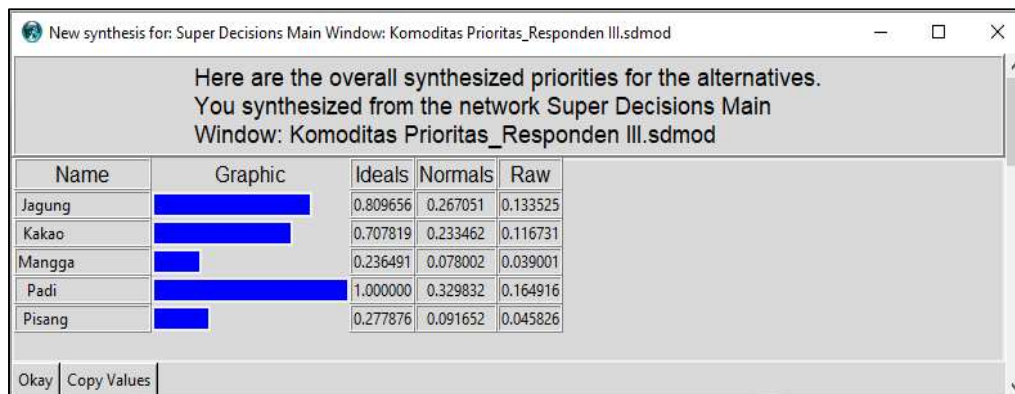 New synthesis for: Super Decisions Main Window: Komoditas Prioritas_Responden III.sdmod
Here are the overall synthesized priorities for the alternatives.
You synthesized from the network Super Decisions Main
Window: Komoditas Prioritas_Responden III.sdmod
Name Graphic Ideals Normals Raw
Jagung 0.809656 0.267051 0.133525
Kakao 0.707819 0.233462 0.116731
Mangga 0.236491 0.078002 0.039001
Padi 1.000000 0.329832 0.164916
Pisang 0.277876 0.091652 0.045826
Okay Copy Values